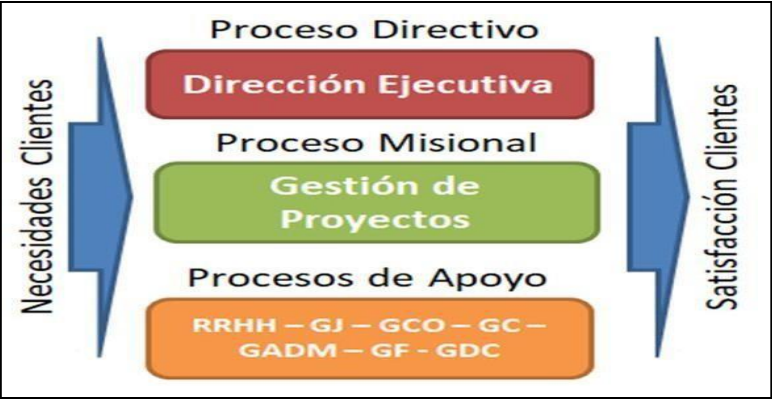 Necesidades Clientes
Proceso Directivo
Dirección Ejecutiva
Proceso Misional
Gestión de
Proyectos
Procesos de Apoyo
RRHH – GJ – GCO – GC –
GADM – GF - GDC
Satisfacción Clientes